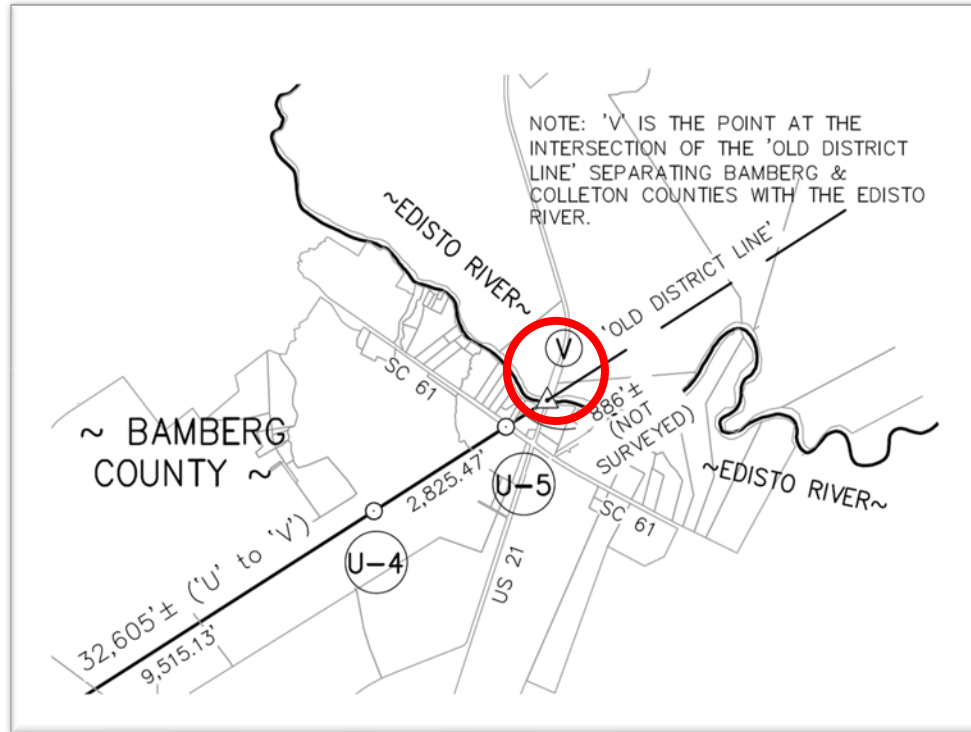 NOTE: 'V' IS THE POINT AT THE
INTERSECTION OF THE 'OLD DISTRICT
LINE' SEPARATING BAMBERG &
COLLETON COUNTIES WITH THE EDISTO
RIVER.
~EDISTO RIVER~
'OLD DISTRICT LINE'
V
SC 61
886'±
(NOT
SURVEYED)
~ BAMBERG
COUNTY ~
2,825.47'
U-5
~EDISTO RIVER~
SC 61
U-4
US 21
32,605'± ('U' to 'V')
9,515.13'